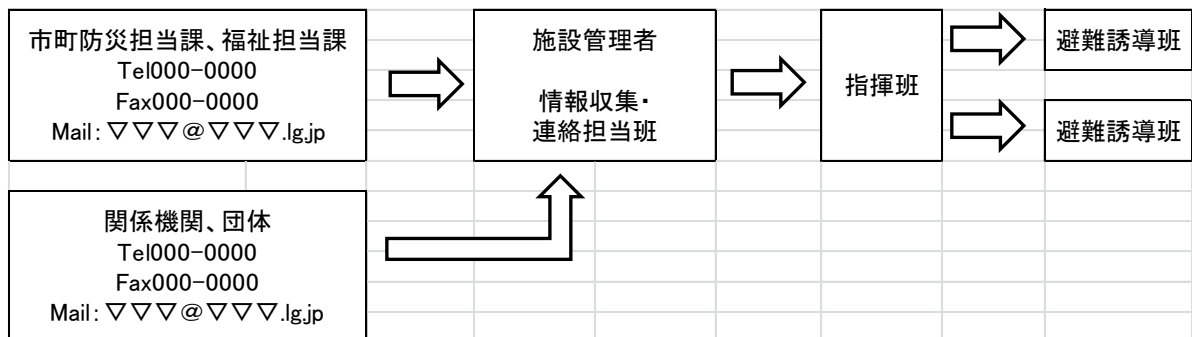 市町防災担当課、福祉担当課
Tel000-0000
Fax000-0000
Mail:▽▽▽@▽▽▽.lg.jp
関係機関、団体
Tel000-0000
Fax000-0000
Mail:▽▽▽@▽▽▽.lg.jp
施設管理者
情報収集・
連絡担当班
指揮班
避難誘導班
避難誘導班